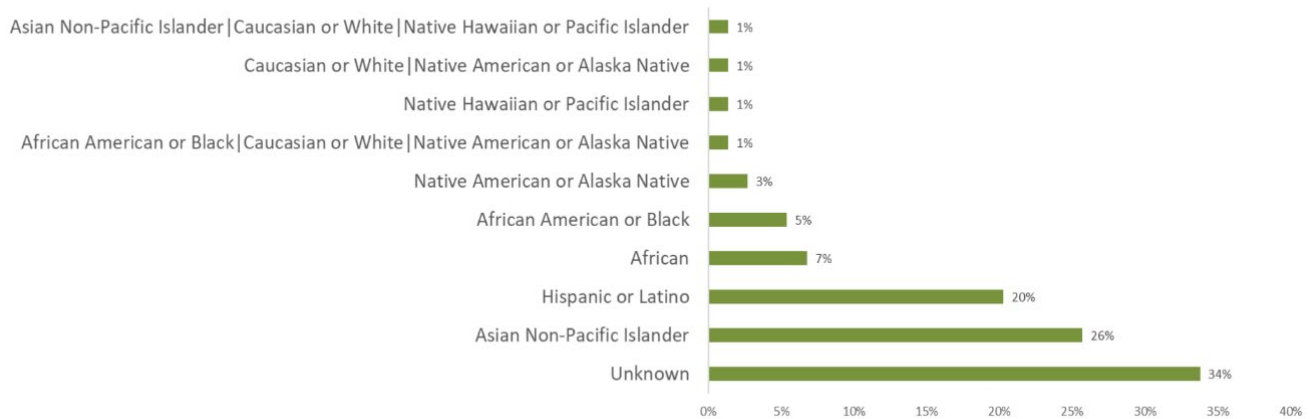 Asian Non-Pacific Islander|Caucasian or White|Native Hawaiian or Pacific Islander 1%
Caucasian or White|Native American or Alaska Native 1%
Native Hawaiian or Pacific Islander 1%
African American or Black|Caucasian or White|Native American or Alaska Native 1%
Native American or Alaska Native 3%
African American or Black 5%
African 7%
Hispanic or Latino 20%
Asian Non-Pacific Islander 26%
Unknown 34%
0% 5% 10% 15% 20% 25% 30% 35% 40%